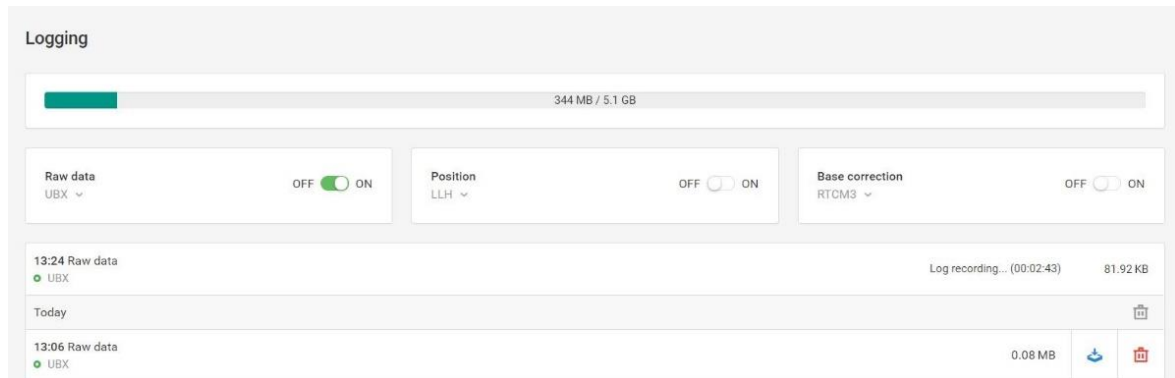 Logging
344 MB / 5.1 GB
Raw data
UBX
OFF ON
Position
LLH
OFF ON
Base correction
RTCM3
OFF ON
13:24 Raw data
UBX
Log recording... (00:02:43) 81.92 KB
Today
13:06 Raw data
UBX
0.08 MB